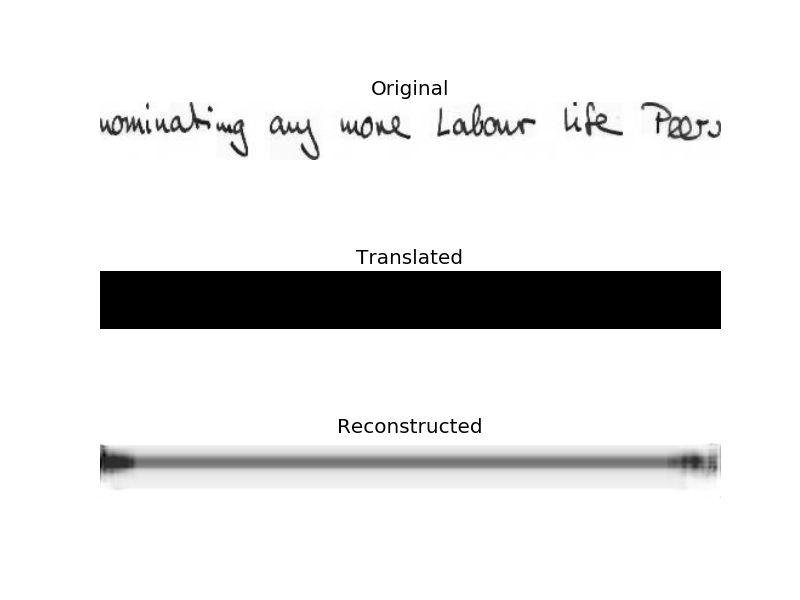 Original
nominating any more Labour life Peers
Translated
Reconstructed